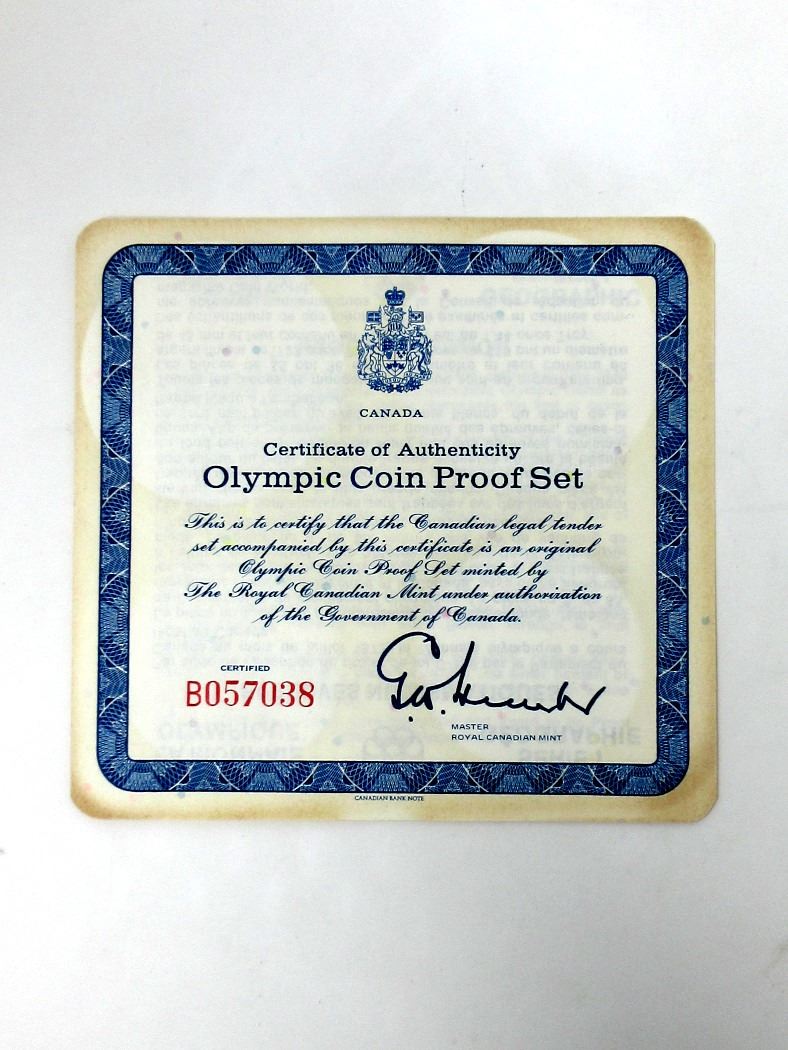 CANADA
Certificate of Authenticity
Olympic Coin Proof Set
This is to certify that the Canadian legal tender
set accompanied by this certificate is an original
Olympic Coin Proof Set minted by
The Royal Canadian Mint under authorization
of the Government of Canada.
CERTIFIED
B057038
MASTER
ROYAL CANADIAN MINT
CANADIAN BANK NOTE